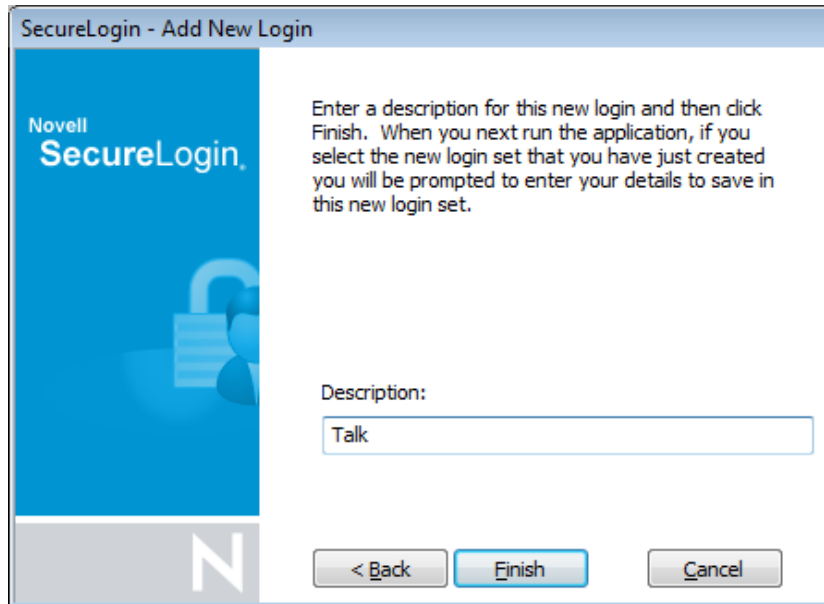 SecureLogin - Add New Login
Novell
SecureLogin
Enter a description for this new login and then click
Finish. When you next run the application, if you
select the new login set that you have just created
you will be prompted to enter your details to save in
this new login set.
Description:
Talk
N
< Back
Finish
Cancel